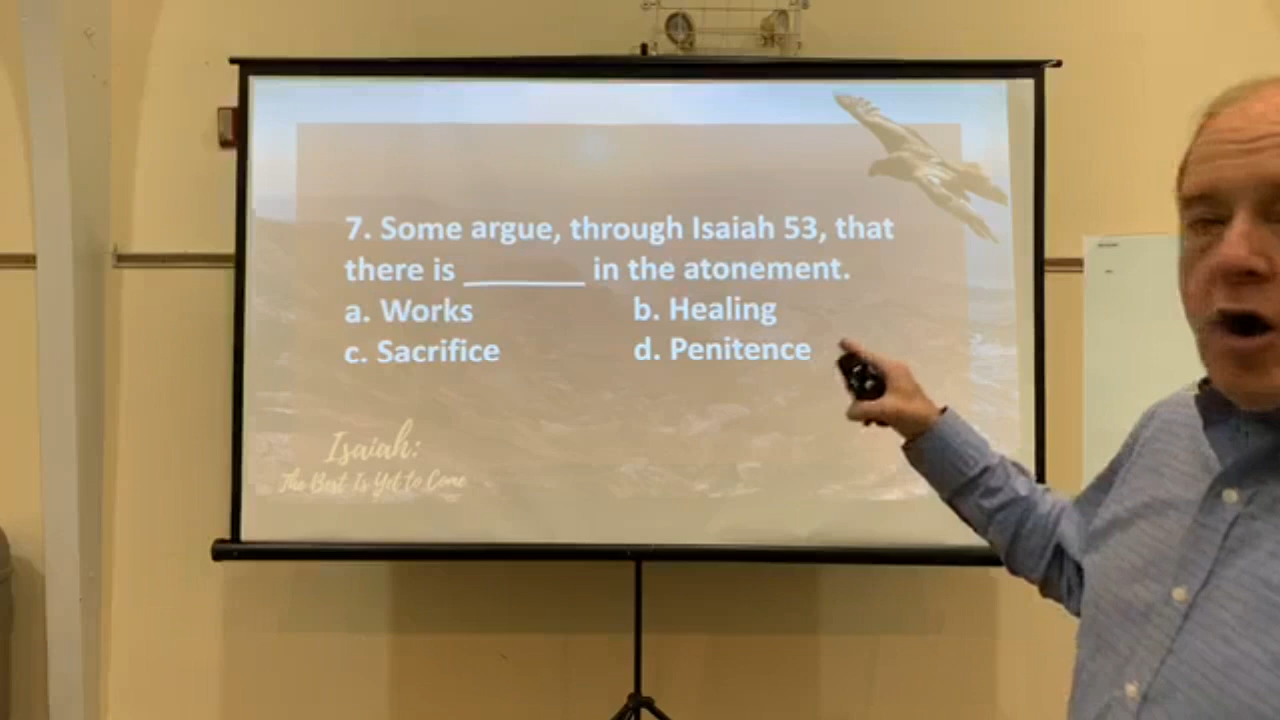 7. Some argue, through Isaiah 53, that
there is _______ in the atonement.
a. Works b. Healing
c. Sacrifice d. Penitence
Isaiah:
The Best Is Yet to Come